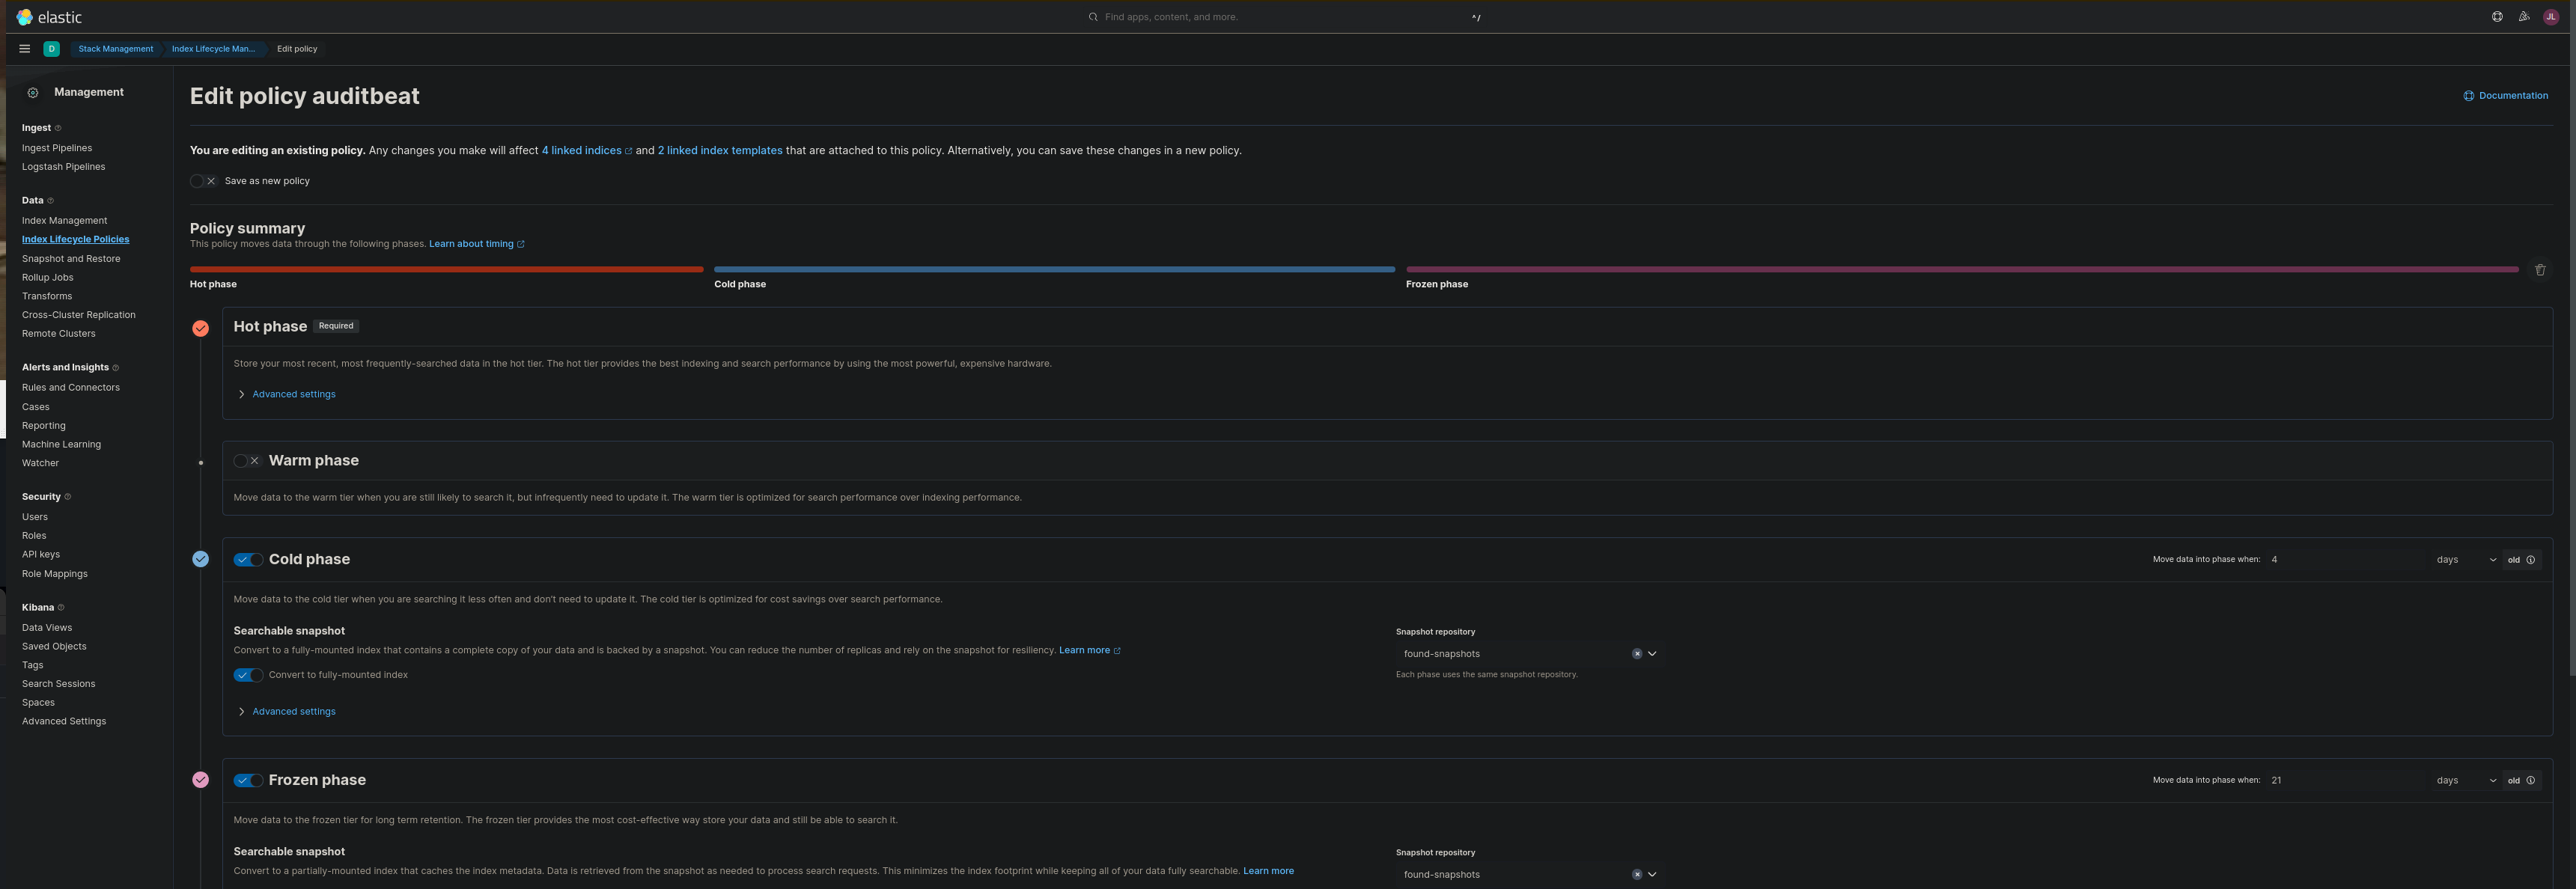 elastic
Find apps, content, and more.
^/
JL
D
Stack Management
Index Lifecycle Man...
Edit policy
Management
Ingest
Ingest Pipelines
Logstash Pipelines
Data
Index Management
Index Lifecycle Policies
Snapshot and Restore
Rollup Jobs
Transforms
Cross-Cluster Replication
Remote Clusters
Alerts and Insights
Rules and Connectors
Cases
Reporting
Machine Learning
Watcher
Security
Users
Roles
API keys
Role Mappings
Kibana
Data Views
Saved Objects
Tags
Search Sessions
Spaces
Advanced Settings
Edit policy auditbeat
Documentation
You are editing an existing policy. Any changes you make will affect 4 linked indices and 2 linked index templates that are attached to this policy. Alternatively, you can save these changes in a new policy.
Save as new policy
Policy summary
This policy moves data through the following phases. Learn about timing
Hot phase
Cold phase
Frozen phase
Hot phase Required
Store your most recent, most frequently-searched data in the hot tier. The hot tier provides the best indexing and search performance by using the most powerful, expensive hardware.
Advanced settings
Warm phase
Move data to the warm tier when you are still likely to search it, but infrequently need to update it. The warm tier is optimized for search performance over indexing performance.
Cold phase
Move data into phase when: 4 days old
Move data to the cold tier when you are searching it less often and don't need to update it. The cold tier is optimized for cost savings over search performance.
Searchable snapshot
Convert to a fully-mounted index that contains a complete copy of your data and is backed by a snapshot. You can reduce the number of replicas and rely on the snapshot for resiliency. Learn more
Convert to fully-mounted index
Snapshot repository
found-snapshots
Each phase uses the same snapshot repository.
Advanced settings
Frozen phase
Move data into phase when: 21 days old
Move data to the frozen tier for long term retention. The frozen tier provides the most cost-effective way store your data and still be able to search it.
Searchable snapshot
Convert to a partially-mounted index that caches the index metadata. Data is retrieved from the snapshot as needed to process search requests. This minimizes the index footprint while keeping all of your data fully searchable. Learn more
Snapshot repository
found-snapshots